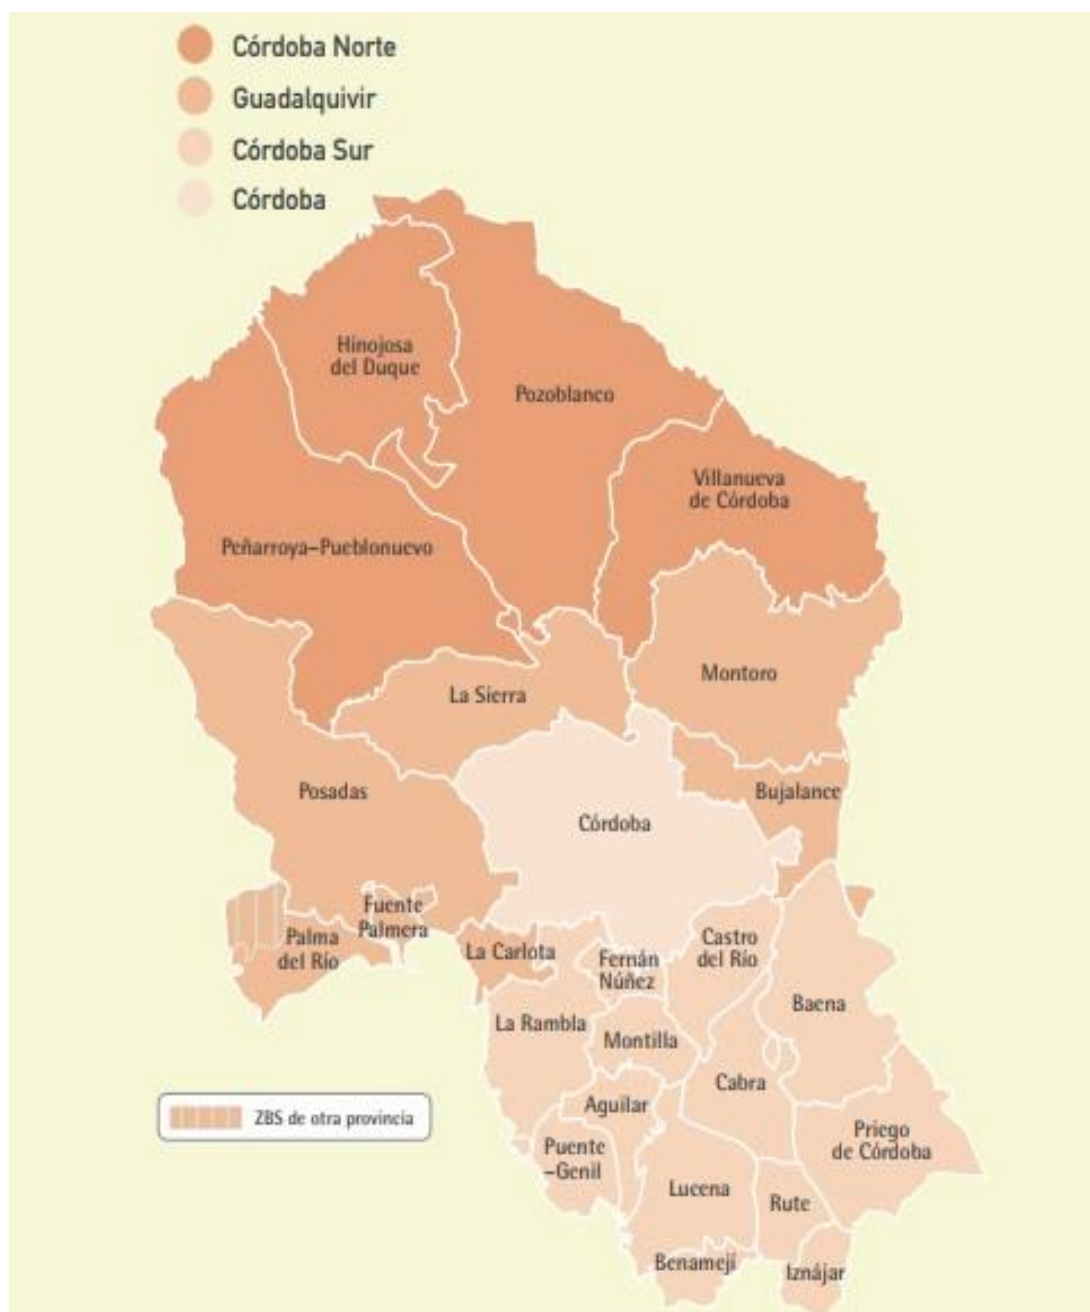 Córdoba Norte
Guadalquivir
Córdoba Sur
Córdoba
Hinojosa
del Duque
Pozoblanco
Villanueva
de Córdoba
Peñarroya–Pueblonuevo
Montoro
La Sierra
Posadas
Bujalance
Córdoba
Fuente
Palmera
Palma
del Río
La Carlota
Fernán
Núñez
Castro
del Río
Baena
La Rambla
Montilla
Cabra
Aguilar
ZBS de otra provincia
Priego
de Córdoba
Puente
–Genil
Lucena
Rute
Benamejí
Iznájar